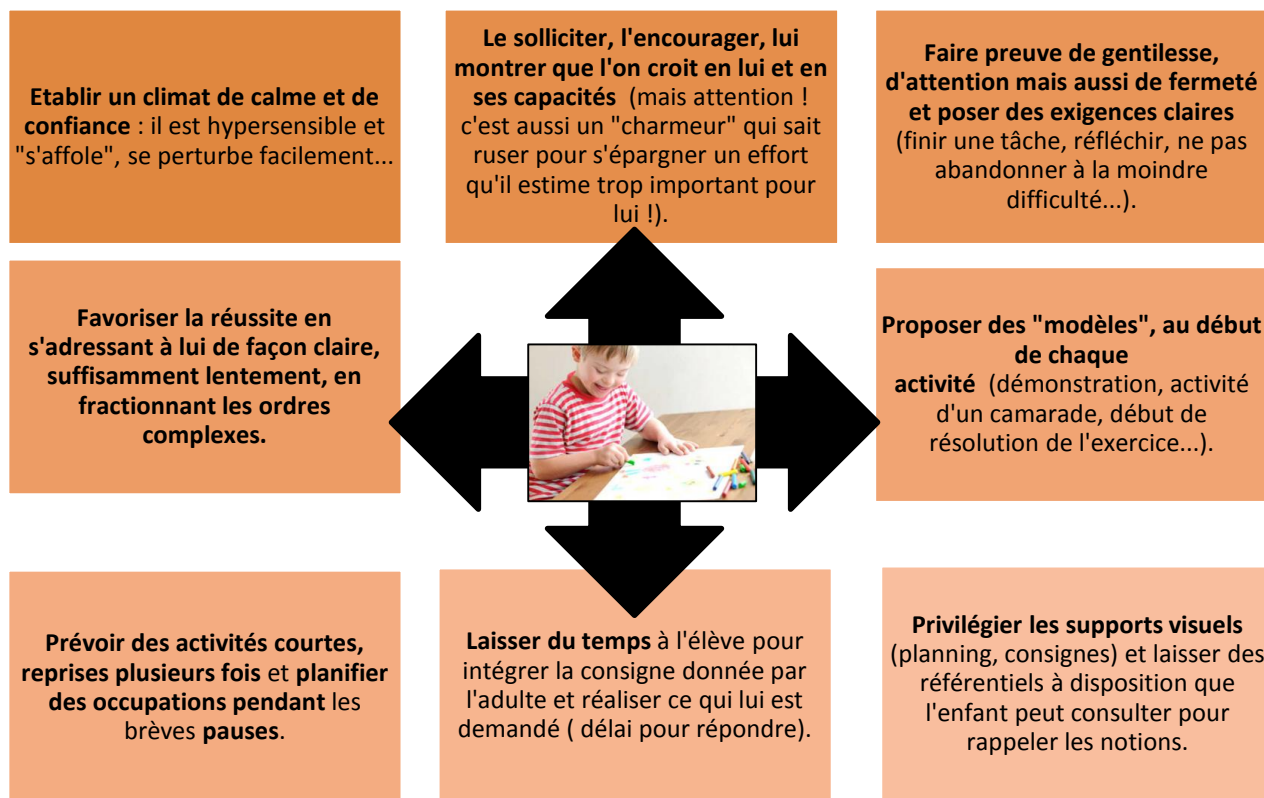 Etablir un climat de calme et de
confiance : il est hypersensible et
"s'affole", se perturbe facilement...
Le solliciter, l'encourager, lui
montrer que l'on croit en lui et en
ses capacités (mais attention !
c'est aussi un "charmeur" qui sait
ruser pour s'épargner un effort
qu'il estime trop important pour
lui !).
Faire preuve de gentilesse,
d'attention mais aussi de fermeté
et poser des exigences claires
(finir une tâche, réfléchir, ne pas
abandonner à la moindre
difficulté...).
Favoriser la réussite en
s'adressant à lui de façon claire,
suffisamment lentement, en
fractionnant les ordres
complexes.
Proposer des "modèles", au début
de chaque
activité (démonstration, activité
d'un camarade, début de
résolution de l'exercice...).
Prévoir des activités courtes,
reprises plusieurs fois et planifier
des occupations pendant les
brèves pauses.
Laisser du temps à l'élève pour
intégrer la consigne donnée par
l'adulte et réaliser ce qui lui est
demandé ( délai pour répondre).
Privilégier les supports visuels
(planning, consignes) et laisser des
référentiels à disposition que
l'enfant peut consulter pour
rappeler les notions.